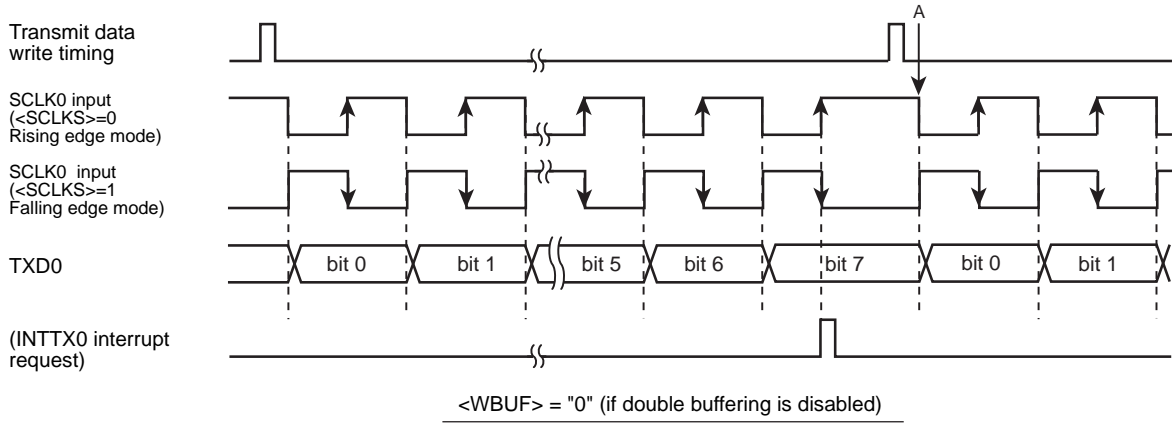 Transmit data
write timing
A
SCLK0 input
(<SCLKS>=0
Rising edge mode)
SCLK0 input
(<SCLKS>=1
Falling edge mode)
TXD0
bit 0
bit 1
bit 5
bit 6
bit 7
bit 0
bit 1
(INTTX0 interrupt
request)
<WBUF> = "0" (if double buffering is disabled)